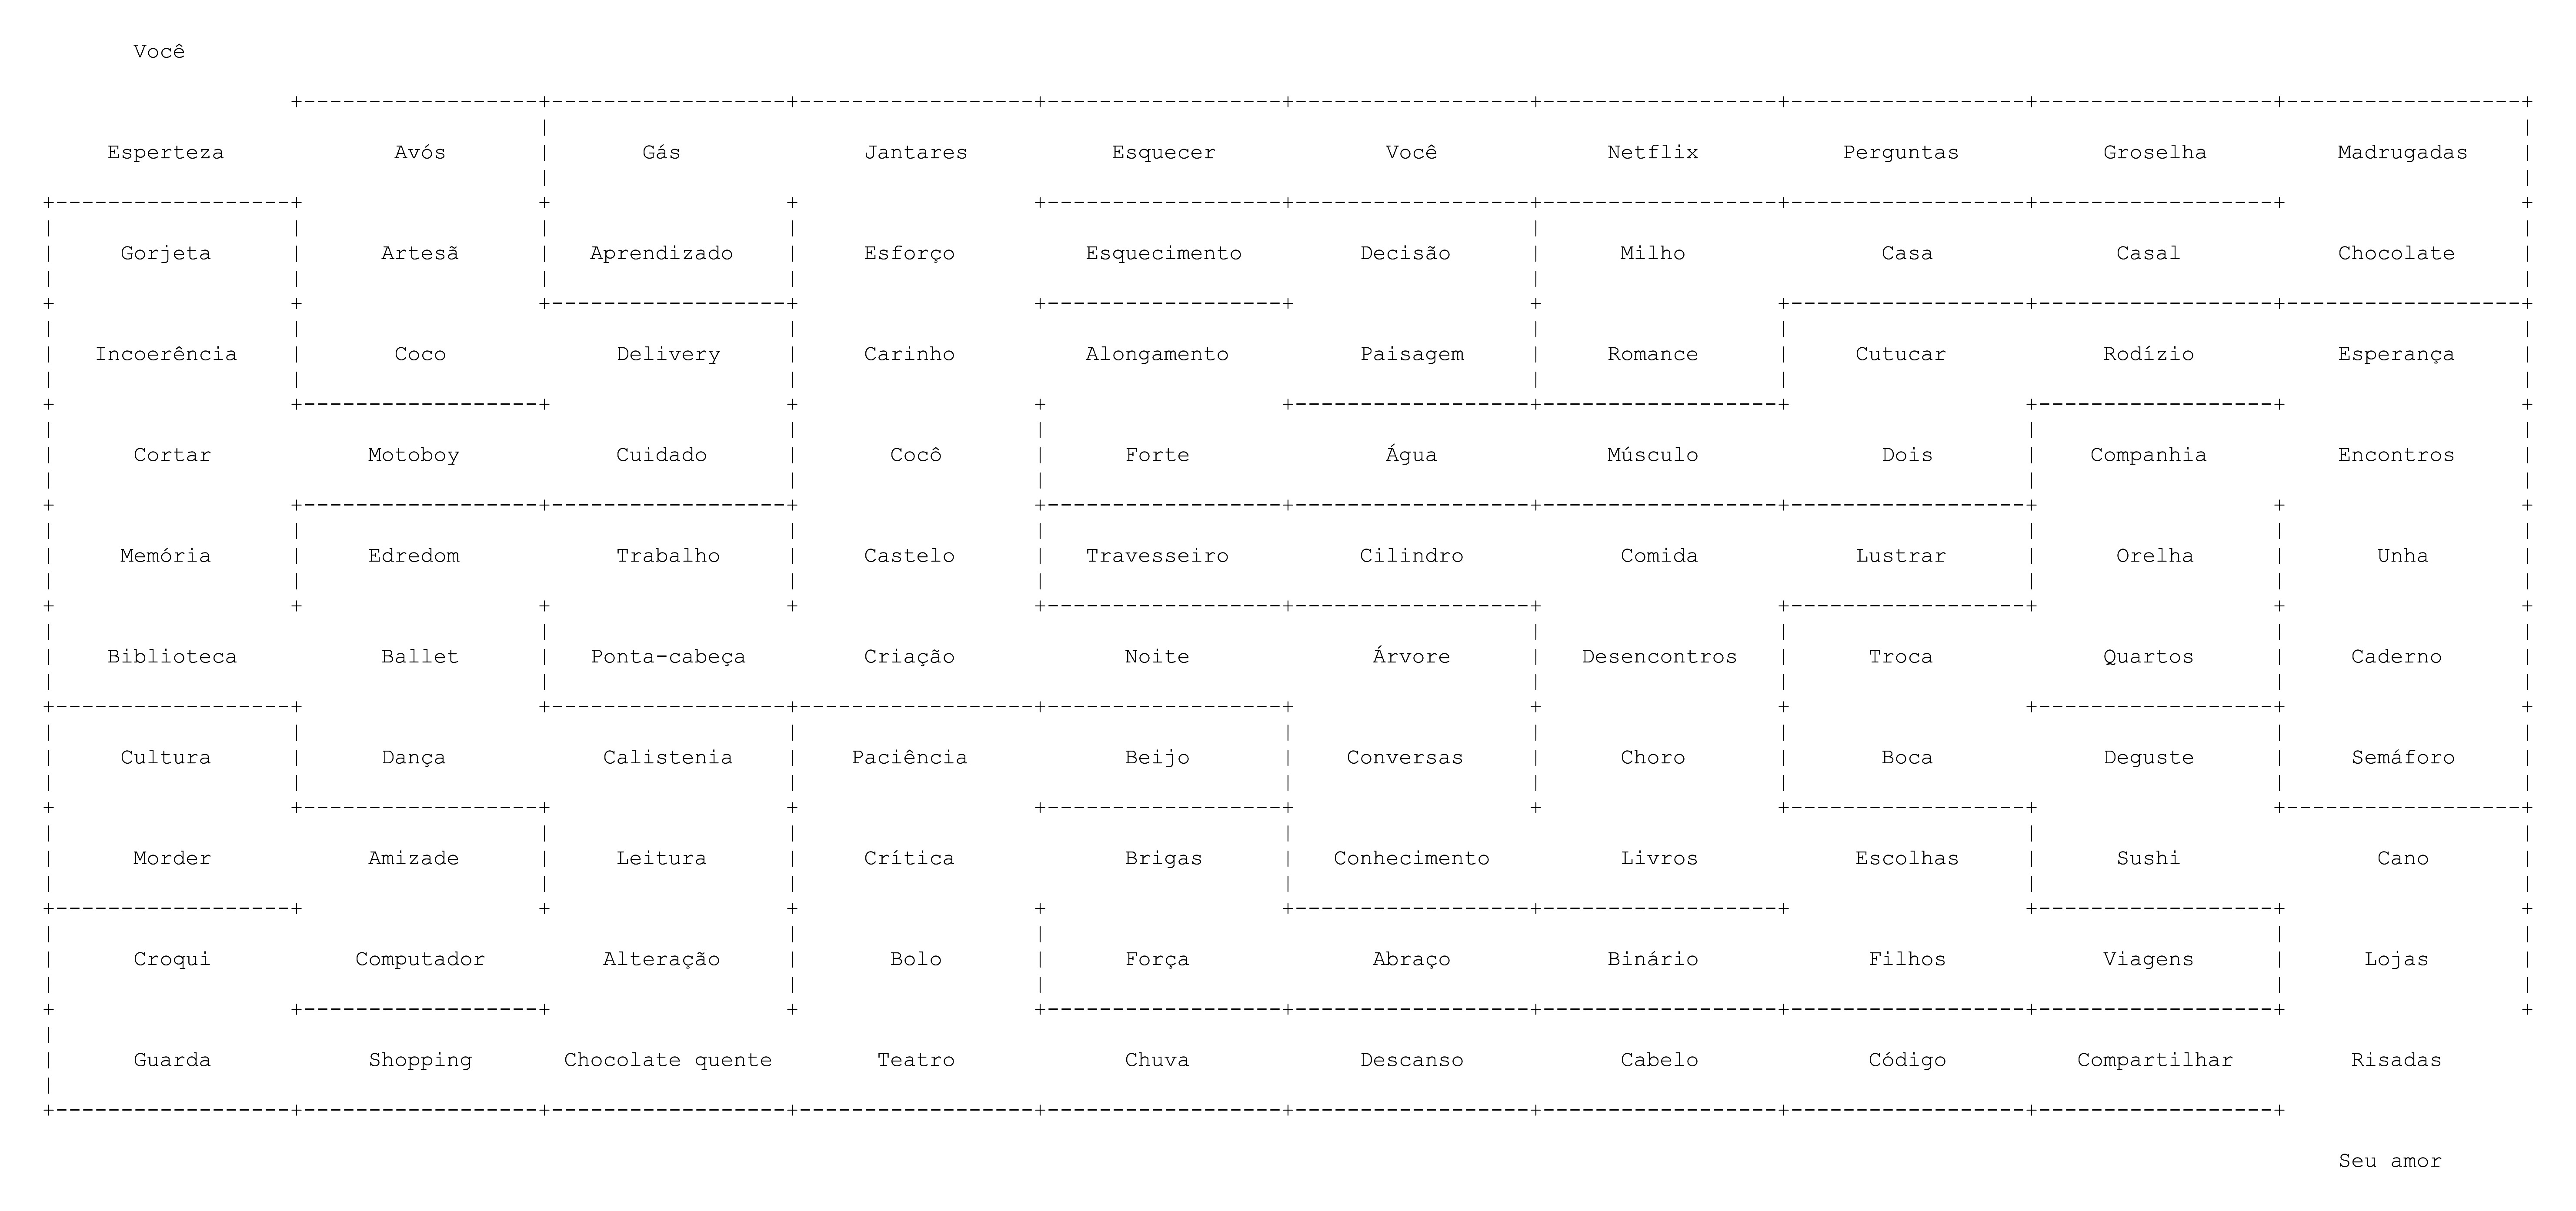 Você
Esperteza Avós Gás Jantares Esquecer Você Netflix Perguntas Groselha Madrugadas
Gorjeta Artesã Aprendizado Esforço Esquecimento Decisão Milho Casa Casal Chocolate
Incoerência Coco Delivery Carinho Alongamento Paisagem Romance Cutucar Rodízio Esperança
Cortar Motoboy Cuidado Cocô Forte Água Músculo Dois Companhia Encontros
Memória Edredom Trabalho Castelo Travesseiro Cilindro Comida Lustrar Orelha Unha
Biblioteca Ballet Ponta-cabeça Criação Noite Árvore Desencontros Troca Quartos Caderno
Cultura Dança Calistenia Paciência Beijo Conversas Choro Boca Deguste Semáforo
Morder Amizade Leitura Crítica Brigas Conhecimento Livros Escolhas Sushi Cano
Croqui Computador Alteração Bolo Força Abraço Binário Filhos Viagens Lojas
Guarda Shopping Chocolate quente Teatro Chuva Descanso Cabelo Código Compartilhar Risadas
Seu amor